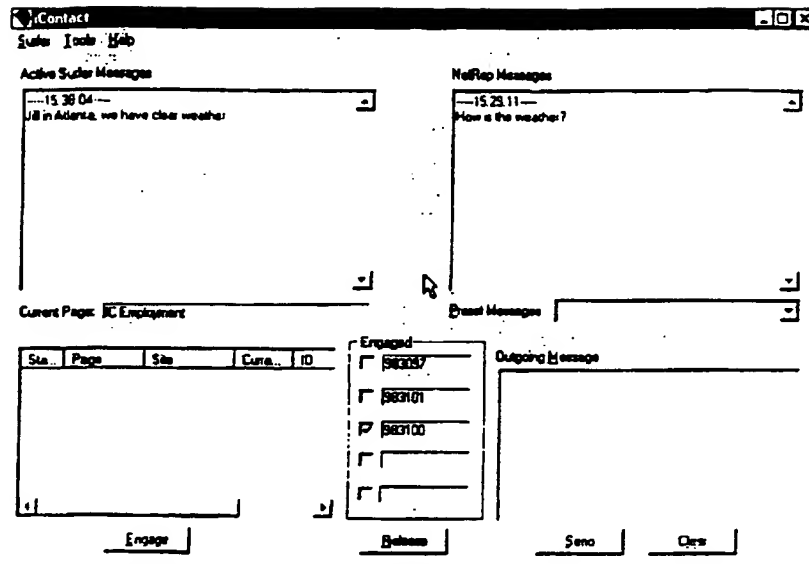 iContact
Surfer Tools Help
Active Surfer Messages
----15.38.04----
Jill in Atlanta, we have clear weather
NetRep Messages
----15.29.11----
How is the weather?
Current Page: IC Employment
Preset Messages
Sta... Page Site Curre... ID
Engaged
983097
983101
983100
Outgoing Message
Engage
Release
Send
Clear